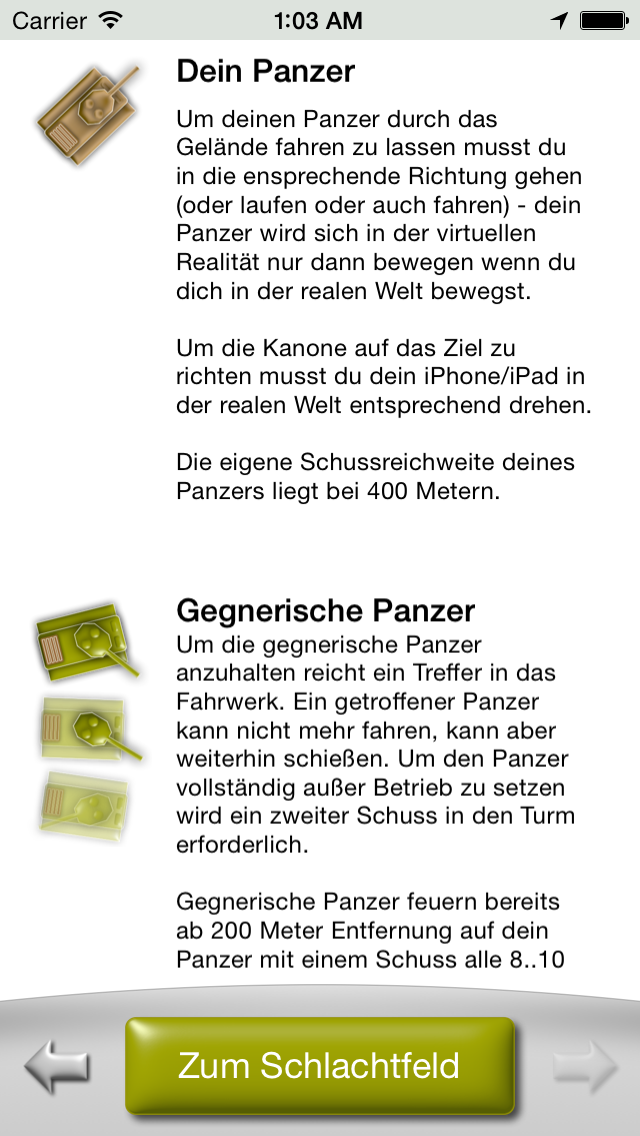 Carrier 1:03 AM
Dein Panzer
Um deinen Panzer durch das
Gelände fahren zu lassen musst du
in die ensprechende Richtung gehen
(oder laufen oder auch fahren) - dein
Panzer wird sich in der virtuellen
Realität nur dann bewegen wenn du
dich in der realen Welt bewegst.
Um die Kanone auf das Ziel zu
richten musst du dein iPhone/iPad in
der realen Welt entsprechend drehen.
Die eigene Schussreichweite deines
Panzers liegt bei 400 Metern.
Gegnerische Panzer
Um die gegnerische Panzer
anzuhalten reicht ein Treffer in das
Fahrwerk. Ein getroffener Panzer
kann nicht mehr fahren, kann aber
weiterhin schießen. Um den Panzer
vollständig außer Betrieb zu setzen
wird ein zweiter Schuss in den Turm
erforderlich.
Gegnerische Panzer feuern bereits
ab 200 Meter Entfernung auf dein
Panzer mit einem Schuss alle 8..10
Zum Schlachtfeld